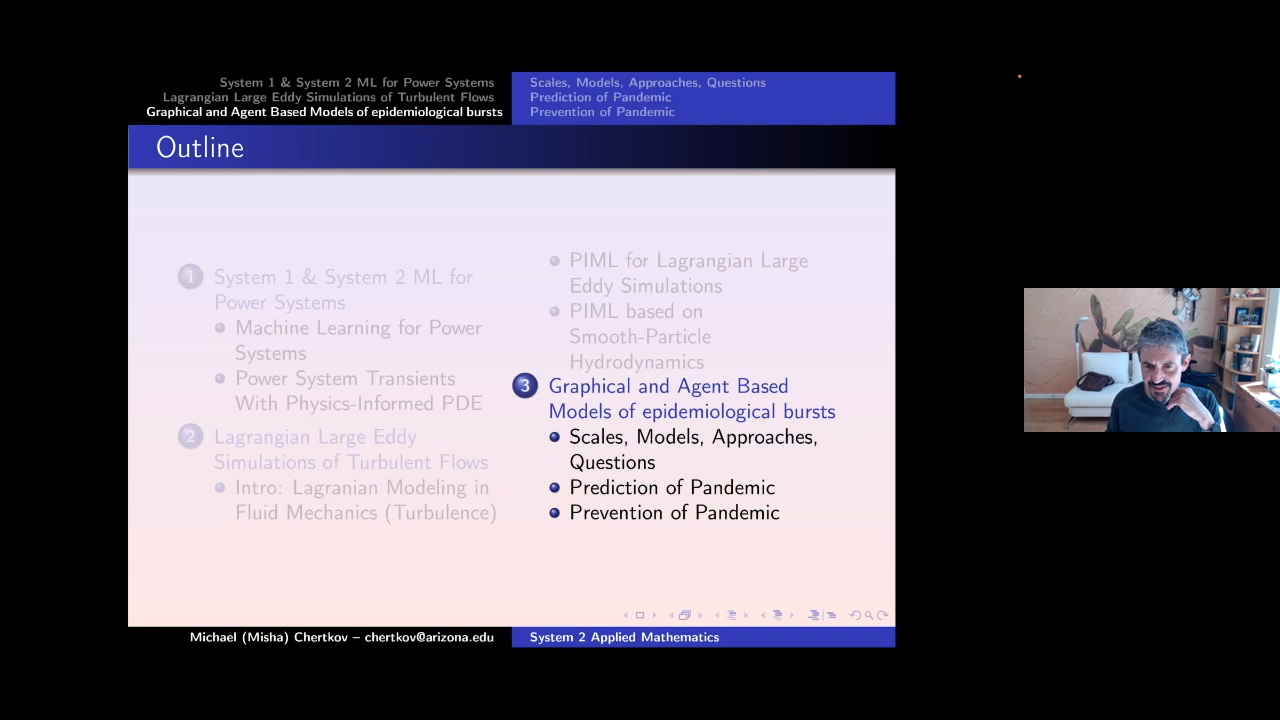 System 1 & System 2 ML for Power Systems
Lagrangian Large Eddy Simulations of Turbulent Flows
Graphical and Agent Based Models of epidemiological bursts
Scales, Models, Approaches, Questions
Prediction of Pandemic
Prevention of Pandemic
Outline
1 System 1 & System 2 ML for
Power Systems
Machine Learning for Power
Systems
Power System Transients
With Physics-Informed PDE
2 Lagrangian Large Eddy
Simulations of Turbulent Flows
Intro: Lagranian Modeling in
Fluid Mechanics (Turbulence)
PIML for Lagrangian Large
Eddy Simulations
PIML based on
Smooth-Particle
Hydrodynamics
3 Graphical and Agent Based
Models of epidemiological bursts
Scales, Models, Approaches,
Questions
Prediction of Pandemic
Prevention of Pandemic
Michael (Misha) Chertkov – chertkov@arizona.edu
System 2 Applied Mathematics